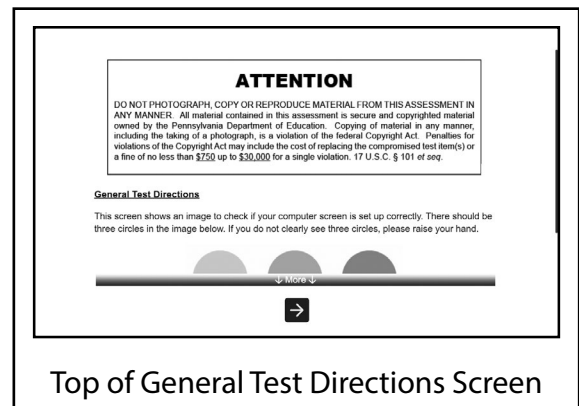 ATTENTION
DO NOT PHOTOGRAPH, COPY OR REPRODUCE MATERIAL FROM THIS ASSESSMENT IN
ANY MANNER. All material contained in this assessment is secure and copyrighted material
owned by the Pennsylvania Department of Education. Copying of material in any manner,
including the taking of a photograph, is a violation of the federal Copyright Act. Penalties for
violations of the Copyright Act may include the cost of replacing the compromised test item(s) or
a fine of no less than $750 up to $30,000 for a single violation. 17 U.S.C. § 101 et seq.
General Test Directions
This screen shows an image to check if your computer screen is set up correctly. There should be
three circles in the image below. If you do not clearly see three circles, please raise your hand.
↓ More ↓
Top of General Test Directions Screen